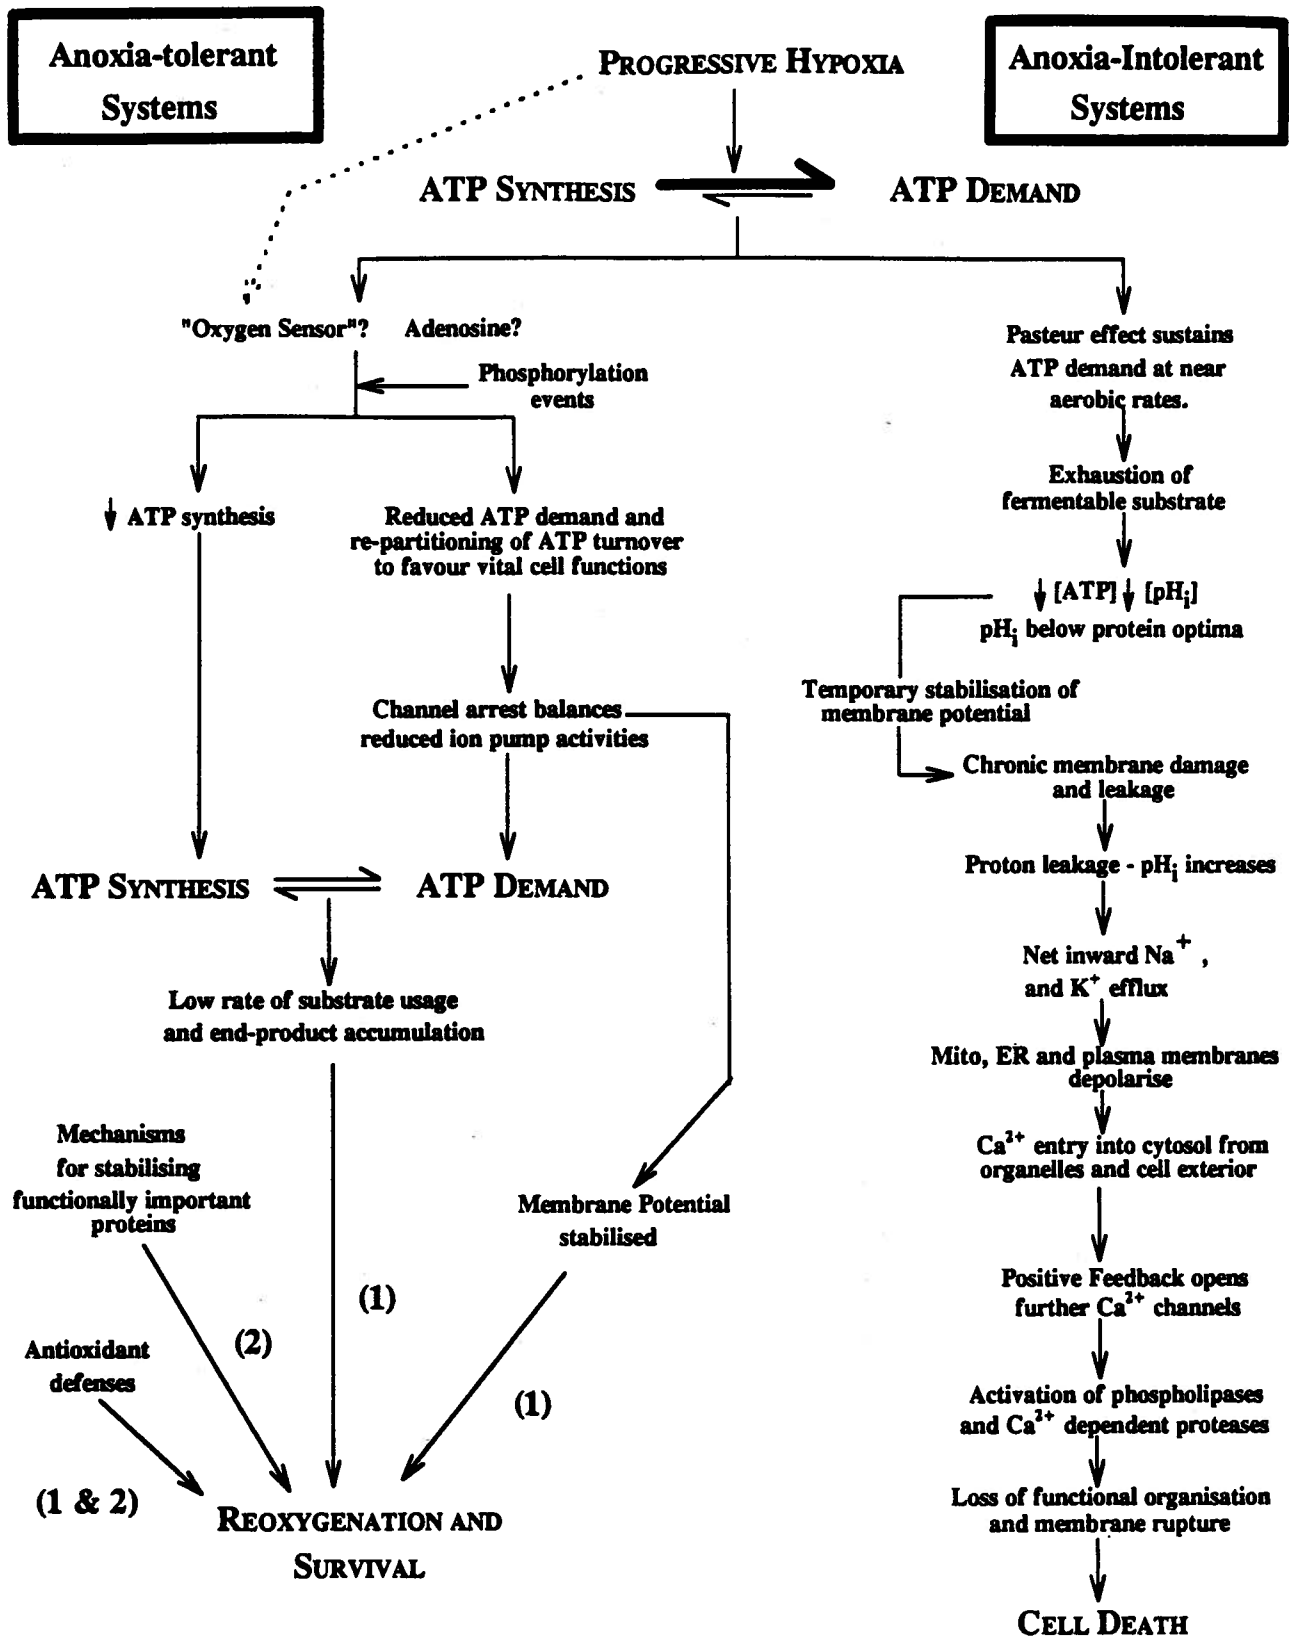 Anoxia-tolerant
Systems
PROGRESSIVE HYPOXIA
Anoxia-Intolerant
Systems
ATP SYNTHESIS
ATP DEMAND
"Oxygen Sensor"?
Adenosine?
Phosphorylation
events
↓ ATP synthesis
Reduced ATP demand and
re-partitioning of ATP turnover
to favour vital cell functions
Channel arrest balances
reduced ion pump activities
ATP SYNTHESIS
ATP DEMAND
Low rate of substrate usage
and end-product accumulation
Mechanisms
for stabilising
functionally important
proteins
Membrane Potential
stabilised
(1)
(2)
Antioxidant
defenses
(1)
(1 & 2)
REOXYGENATION AND
SURVIVAL
Pasteur effect sustains
ATP demand at near
aerobic rates.
Exhaustion of
fermentable substrate
↓ [ATP] ↓ [pHi]
pHi below protein optima
Temporary stabilisation of
membrane potential
Chronic membrane damage
and leakage
Proton leakage - pHi increases
Net inward Na+ ,
and K+ efflux
Mito, ER and plasma membranes
depolarise
Ca2+ entry into cytosol from
organelles and cell exterior
Positive Feedback opens
further Ca2+ channels
Activation of phospholipases
and Ca2+ dependent proteases
Loss of functional organisation
and membrane rupture
CELL DEATH